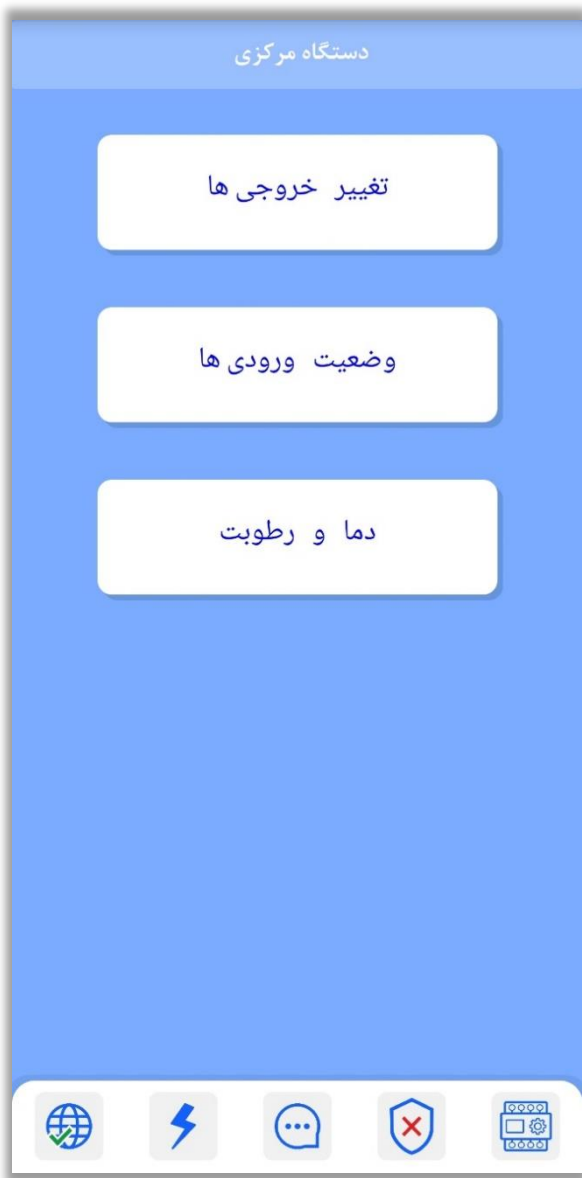 دستگاه مرکزی
تغییر خروجی ها
وضعیت ورودی ها
دما و رطوبت